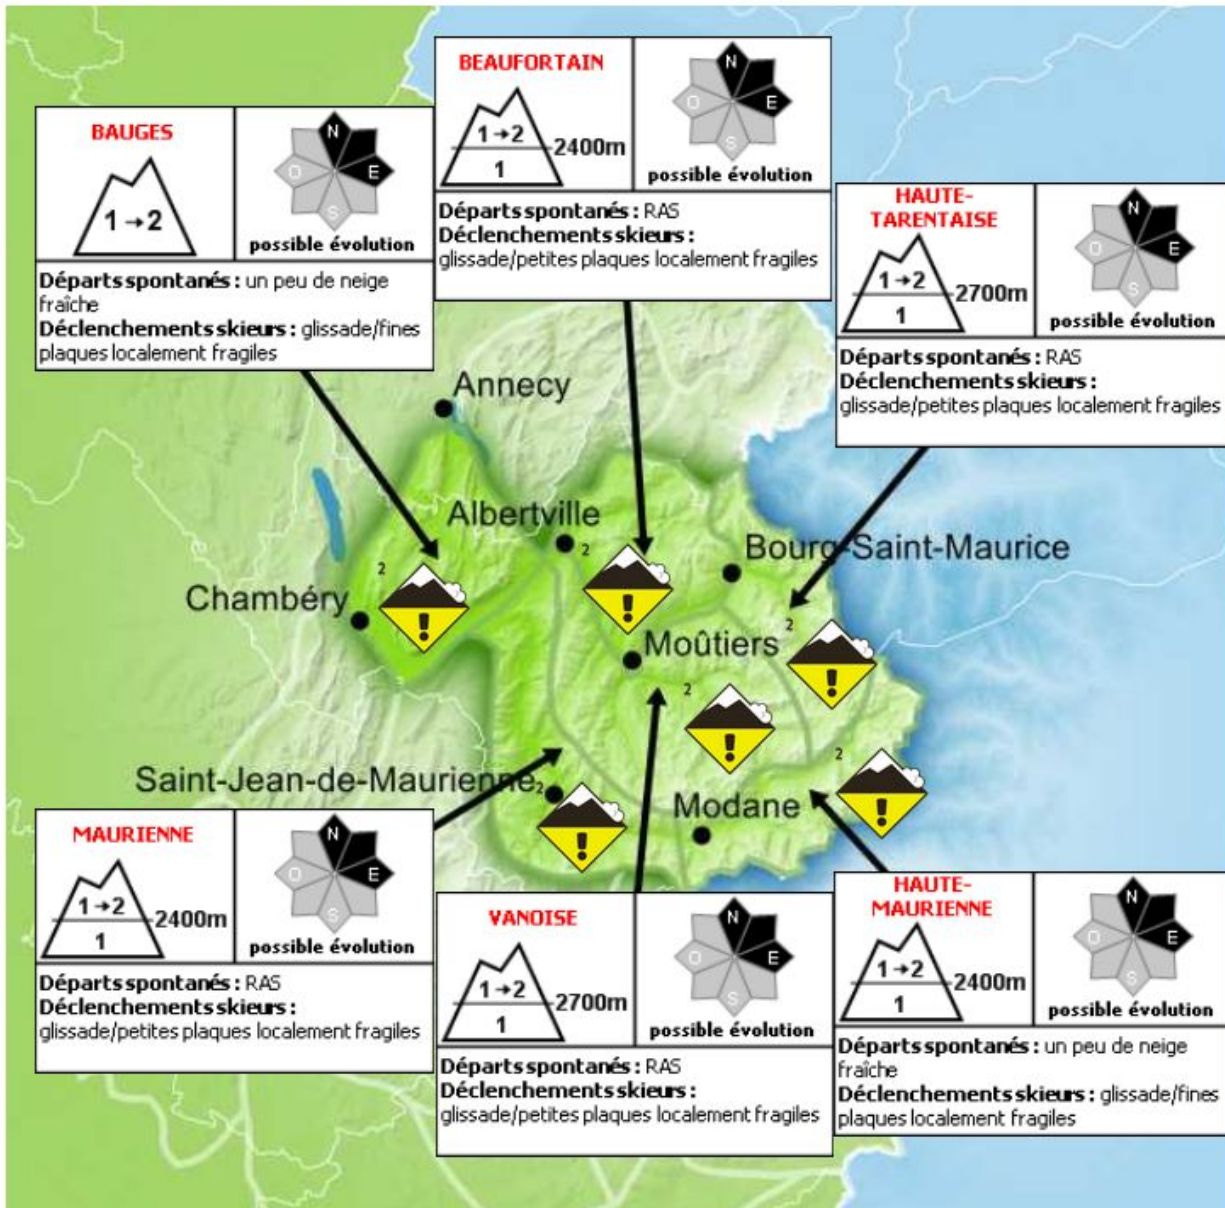 BEAUFORTAIN
1→2
1
2400m
N
E
S
O
possible évolution
Départs spontanés : RAS
Déclenchements skieurs :
glissade/petites plaques localement fragiles
BAUGES
1→2
N
E
S
O
possible évolution
Départs spontanés : un peu de neige
fraîche
Déclenchements skieurs : glissade/fines
plaques localement fragiles
HAUTE-
TARENTAISE
1→2
1
2700m
N
E
S
O
possible évolution
Départs spontanés : RAS
Déclenchements skieurs :
glissade/petites plaques localement fragiles
Annecy
Albertville
2
Bourg-Saint-Maurice
2
!
!
Chambéry
2
!
Moûtiers
2
!
Saint-Jean-de-Maurienne
2
!
2
!
Modane
MAURIENNE
1→2
1
2400m
N
E
S
O
possible évolution
Départs spontanés : RAS
Déclenchements skieurs :
glissade/petites plaques localement fragiles
VANOISE
1→2
1
2700m
N
E
S
O
possible évolution
Départs spontanés : RAS
Déclenchements skieurs :
glissade/petites plaques localement fragiles
HAUTE-
MAURIENNE
1→2
1
2400m
N
E
S
O
possible évolution
Départs spontanés : un peu de neige
fraîche
Déclenchements skieurs : glissade/fines
plaques localement fragiles